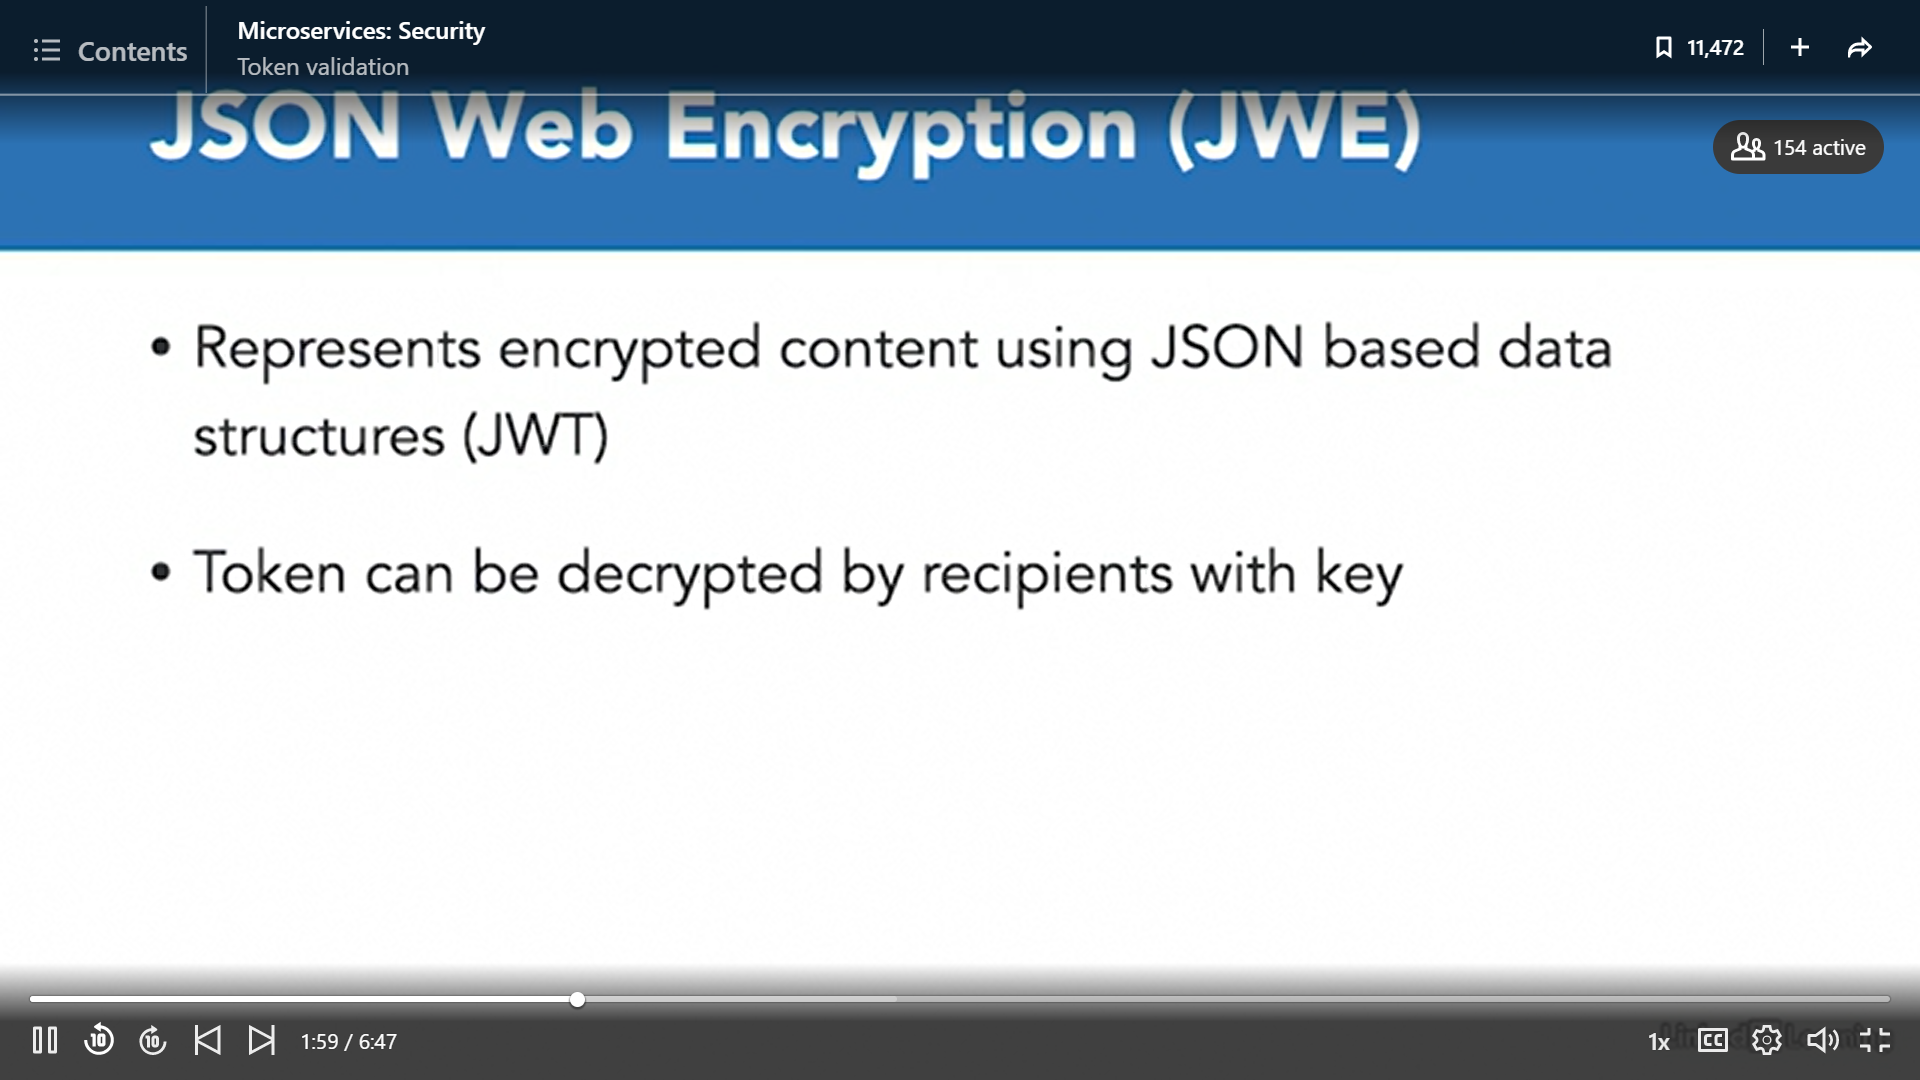 Contents
Microservices: Security
Token validation
11,472
JSON Web Encryption (JWE)
154 active
• Represents encrypted content using JSON based data
structures (JWT)
• Token can be decrypted by recipients with key
10
10
1:59 / 6:47
1x
CC